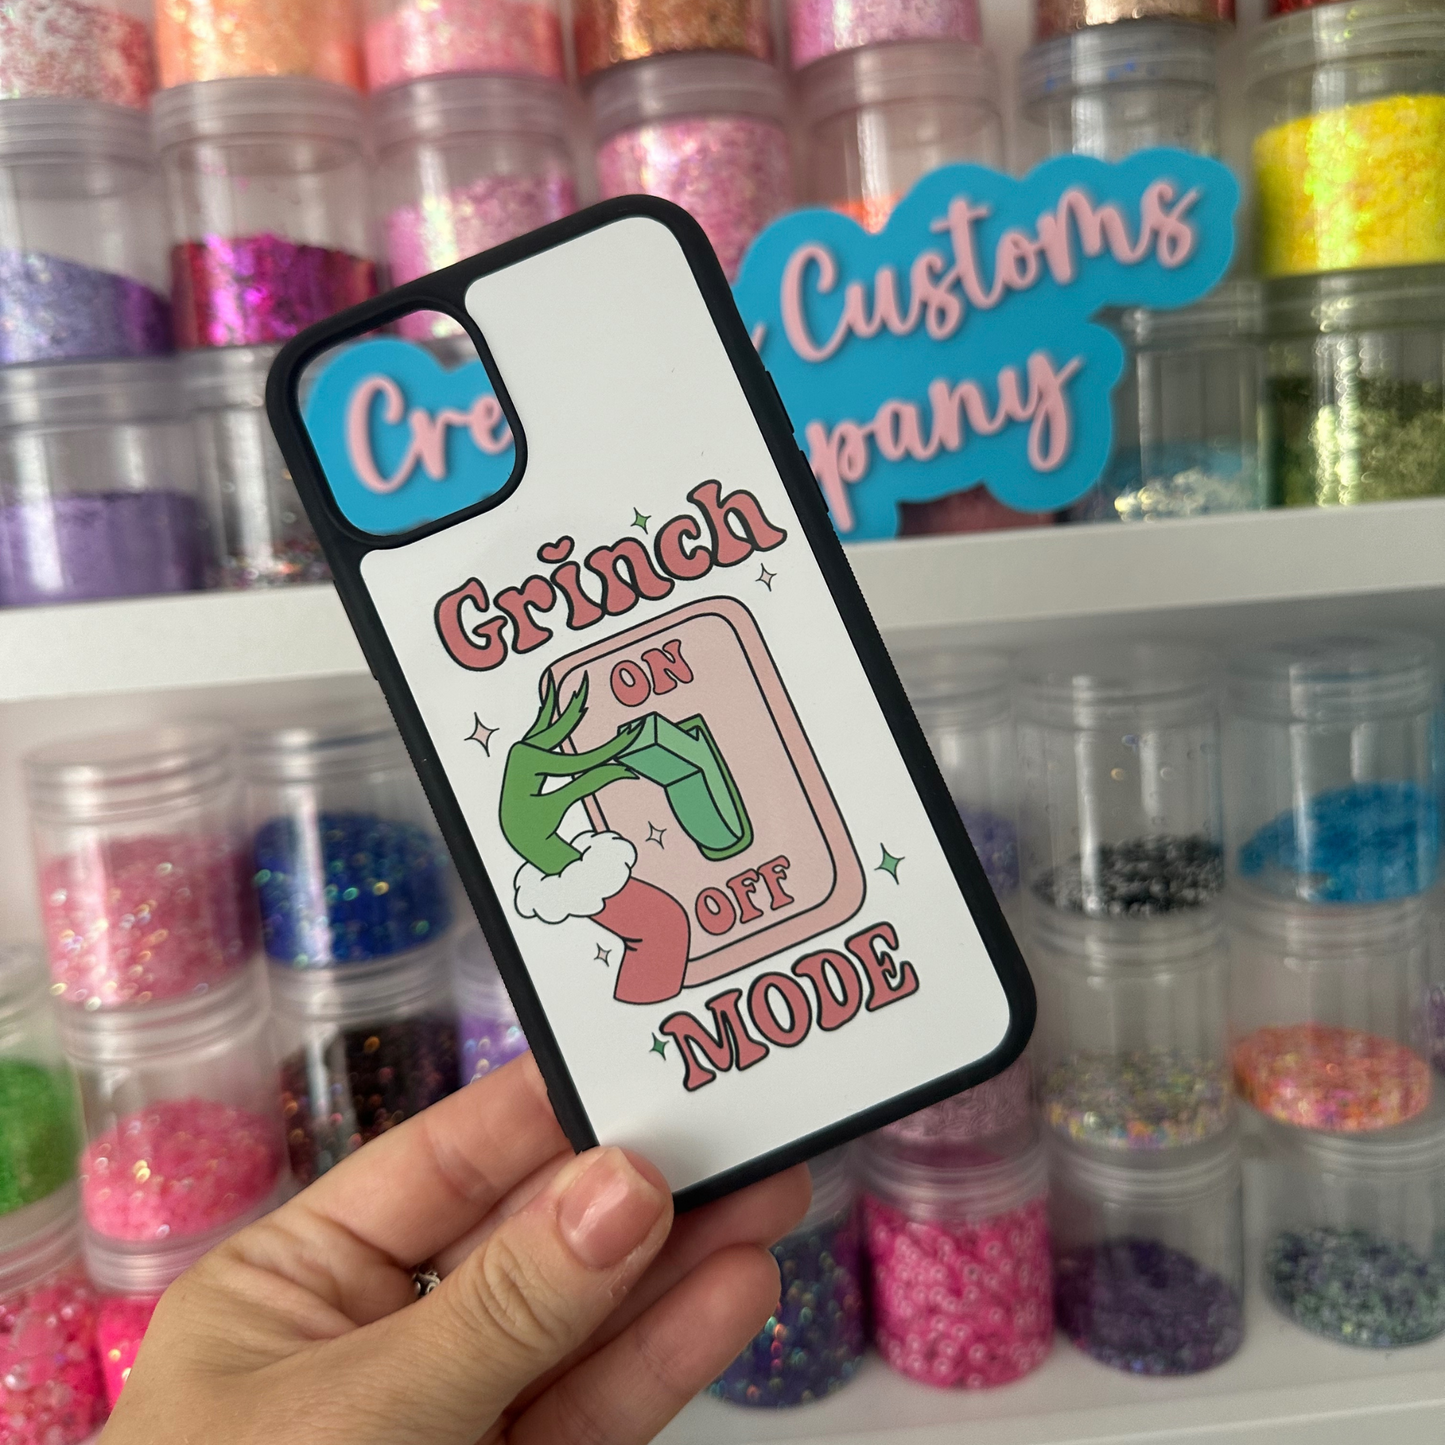 Cre
Customs
pany
Grinch
ON
OFF
MODE